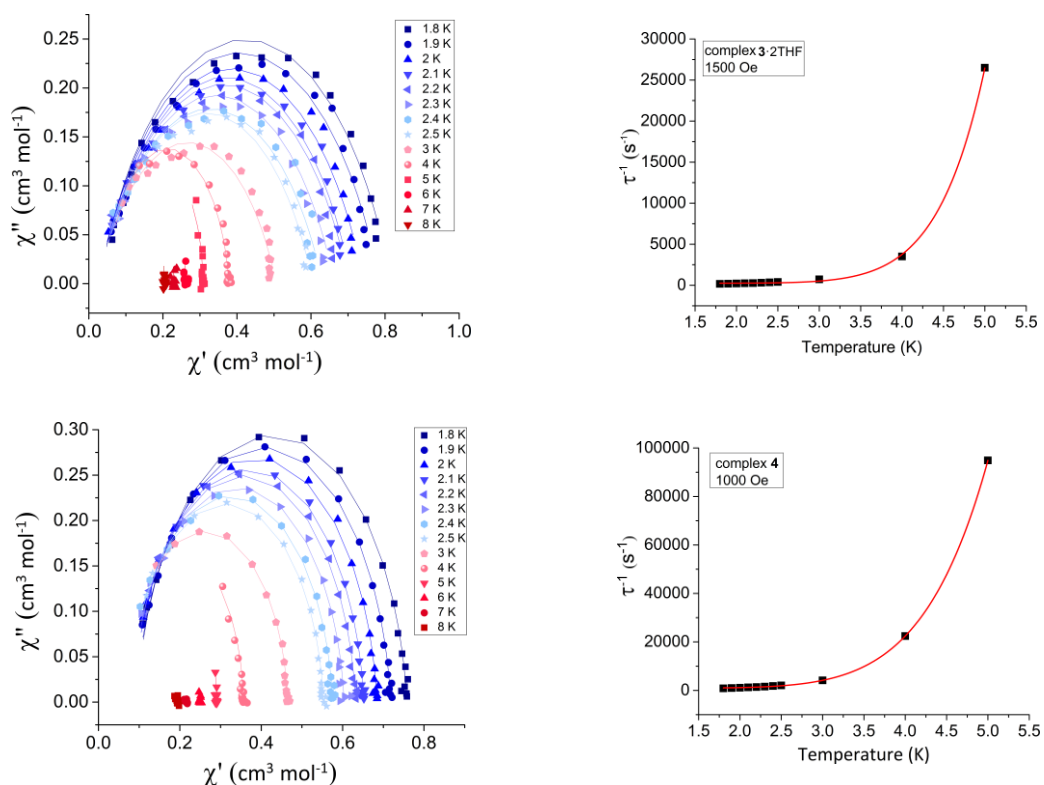 0.25
0.20
0.15
0.10
0.05
0.00
χ'' (cm³ mol⁻¹)
0.0 0.2 0.4 0.6 0.8 1.0
χ' (cm³ mol⁻¹)
1.8 K
1.9 K
2 K
2.1 K
2.2 K
2.3 K
2.4 K
2.5 K
3 K
4 K
5 K
6 K
7 K
8 K
30000
25000
20000
15000
10000
5000
0
τ⁻¹ (s⁻¹)
complex 3·2THF
1500 Oe
1.5 2.0 2.5 3.0 3.5 4.0 4.5 5.0 5.5
Temperature (K)
0.30
0.25
0.20
0.15
0.10
0.05
0.00
χ'' (cm³ mol⁻¹)
0.0 0.2 0.4 0.6 0.8
χ' (cm³ mol⁻¹)
1.8 K
1.9 K
2 K
2.1 K
2.2 K
2.3 K
2.4 K
2.5 K
3 K
4 K
5 K
6 K
7 K
8 K
100000
80000
60000
40000
20000
0
τ⁻¹ (s⁻¹)
complex 4
1000 Oe
1.5 2.0 2.5 3.0 3.5 4.0 4.5 5.0 5.5
Temperature (K)